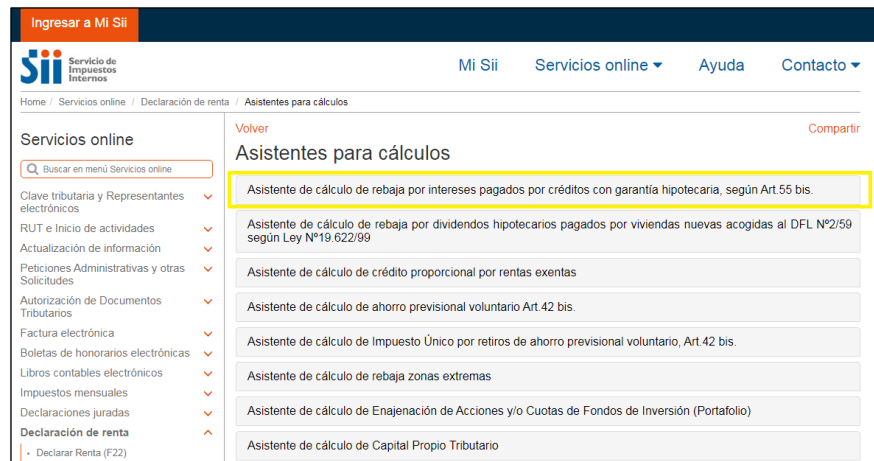 Ingresar a Mi Sii
Sii Servicio de
Impuestos
Internos
Mi Sii Servicios online Ayuda Contacto
Home / Servicios online / Declaración de renta / Asistentes para cálculos
Servicios online
Buscar en menú Servicios online
Clave tributaria y Representantes
electrónicos
RUT e Inicio de actividades
Actualización de información
Peticiones Administrativas y otras
Solicitudes
Autorización de Documentos
Tributarios
Factura electrónica
Boletas de honorarios electrónicas
Libros contables electrónicos
Impuestos mensuales
Declaraciones juradas
Declaración de renta
Declarar Renta (F22)
Volver Compartir
Asistentes para cálculos
Asistente de cálculo de rebaja por intereses pagados por créditos con garantía hipotecaria, según Art.55 bis.
Asistente de cálculo de rebaja por dividendos hipotecarios pagados por viviendas nuevas acogidas al DFL Nº2/59
según Ley Nº19.622/99
Asistente de cálculo de crédito proporcional por rentas exentas
Asistente de cálculo de ahorro previsional voluntario Art.42 bis.
Asistente de cálculo de Impuesto Único por retiros de ahorro previsional voluntario, Art.42 bis.
Asistente de cálculo de rebaja zonas extremas
Asistente de cálculo de Enajenación de Acciones y/o Cuotas de Fondos de Inversión (Portafolio)
Asistente de cálculo de Capital Propio Tributario